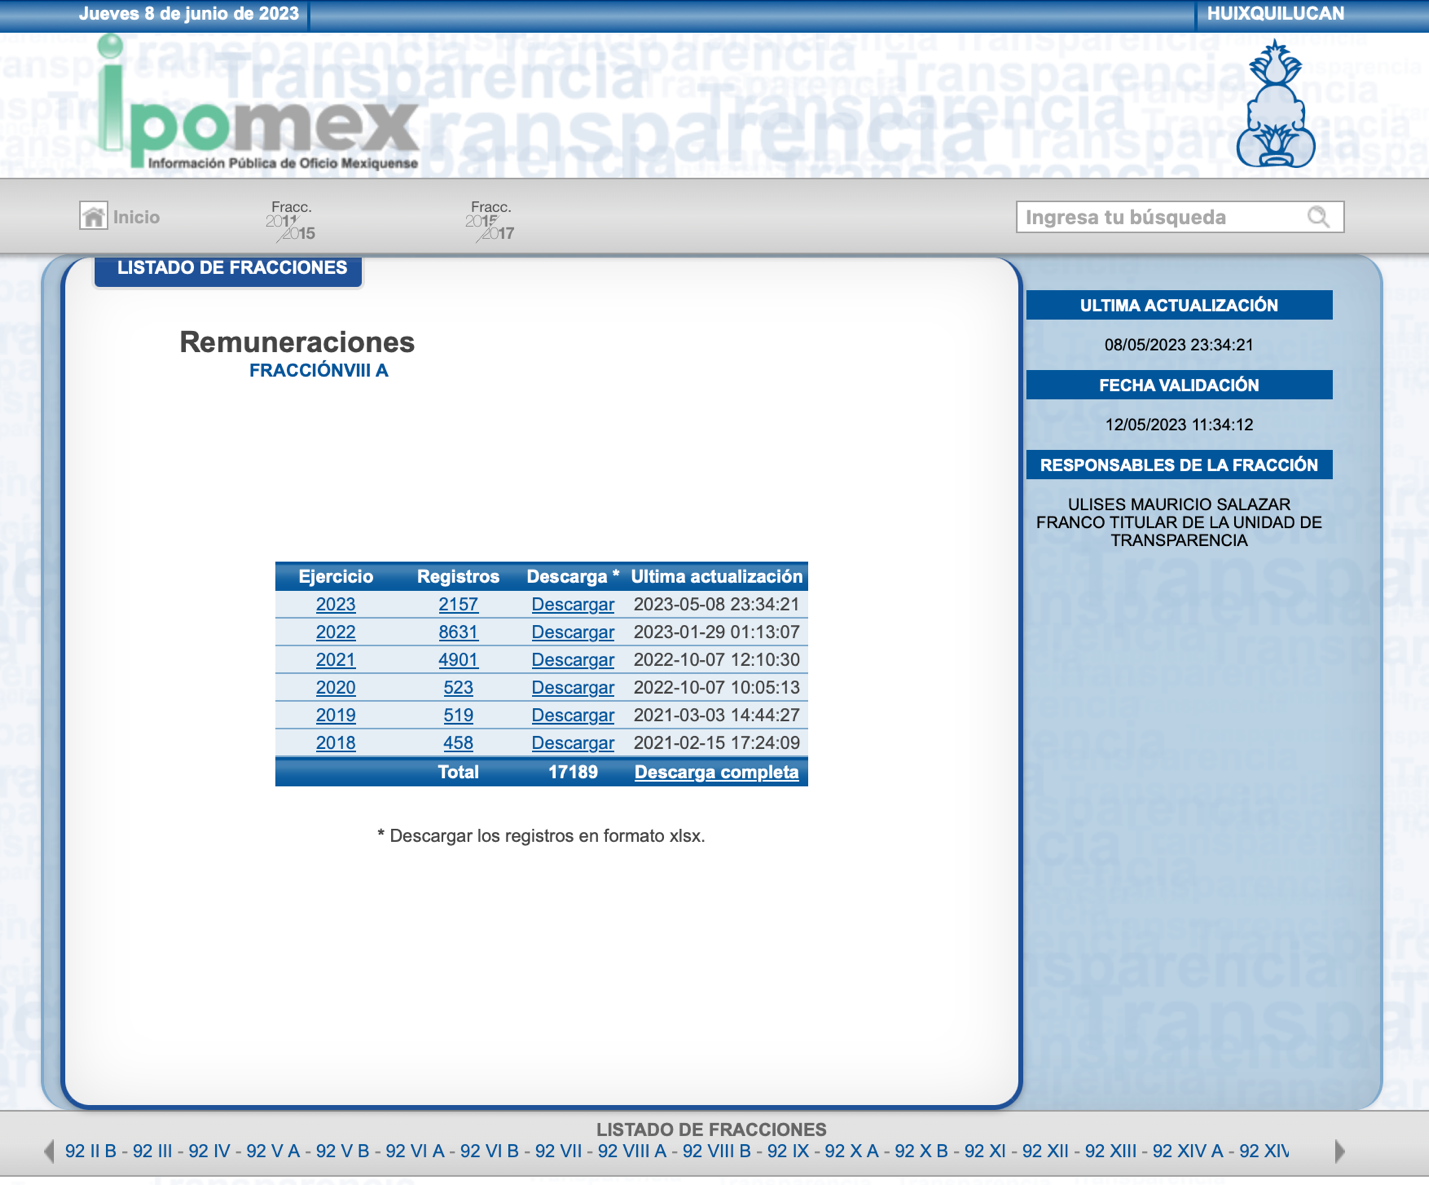 Jueves 8 de junio de 2023
HUIXQUILUCAN
ipomex
Información Pública de Oficio Mexiquense
Inicio
Fracc.
2011/2015
Fracc.
2015/2017
Ingresa tu búsqueda
LISTADO DE FRACCIONES
Remuneraciones
FRACCIÓNVIII A
Ejercicio Registros Descarga * Ultima actualización
2023 2157 Descargar 2023-05-08 23:34:21
2022 8631 Descargar 2023-01-29 01:13:07
2021 4901 Descargar 2022-10-07 12:10:30
2020 523 Descargar 2022-10-07 10:05:13
2019 519 Descargar 2021-03-03 14:44:27
2018 458 Descargar 2021-02-15 17:24:09
Total 17189 Descarga completa
* Descargar los registros en formato xlsx.
ULTIMA ACTUALIZACIÓN
08/05/2023 23:34:21
FECHA VALIDACIÓN
12/05/2023 11:34:12
RESPONSABLES DE LA FRACCIÓN
ULISES MAURICIO SALAZAR
FRANCO TITULAR DE LA UNIDAD DE
TRANSPARENCIA
LISTADO DE FRACCIONES
92 II B - 92 III - 92 IV - 92 V A - 92 V B - 92 VI A - 92 VI B - 92 VII - 92 VIII A - 92 VIII B - 92 IX - 92 X A - 92 X B - 92 XI - 92 XII - 92 XIII - 92 XIV A - 92 XIV